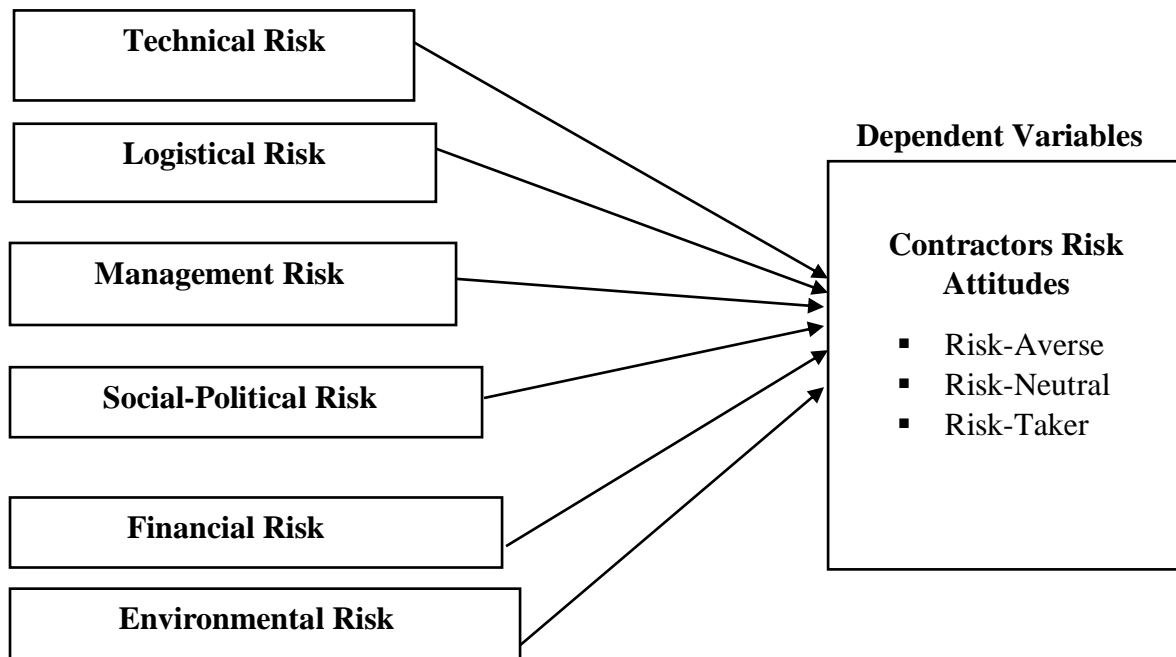 Technical Risk
Logistical Risk
Management Risk
Social-Political Risk
Financial Risk
Environmental Risk
Dependent Variables
Contractors Risk
Attitudes
▪ Risk-Averse
▪ Risk-Neutral
▪ Risk-Taker